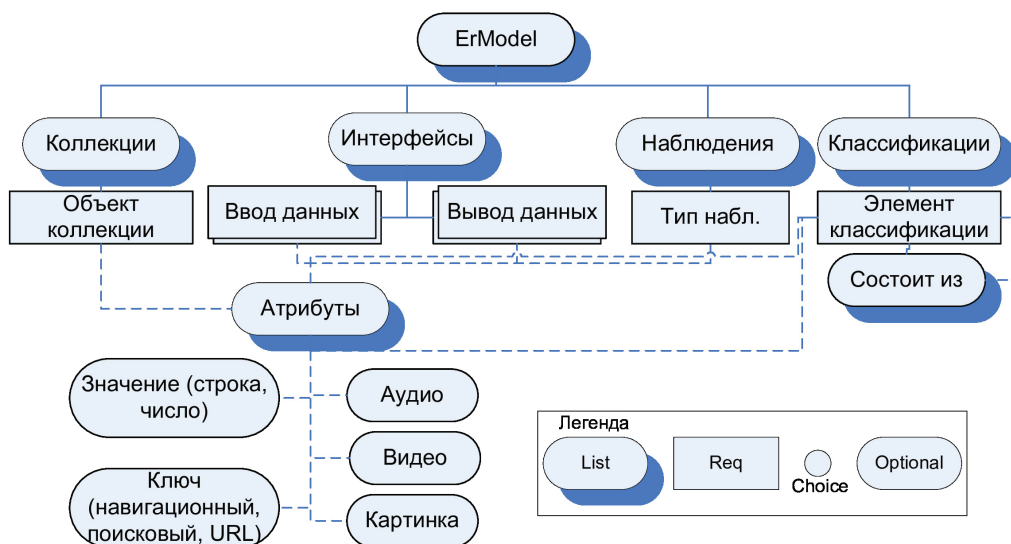 ErModel
Коллекции
Интерфейсы
Наблюдения
Классификации
Объект
коллекции
Ввод данных
Вывод данных
Тип набл.
Элемент
классификации
Состоит из
Атрибуты
Значение (строка,
число)
Аудио
Видео
Ключ
(навигационный,
поисковый, URL)
Картинка
Легенда
List
Req
Choice
Optional